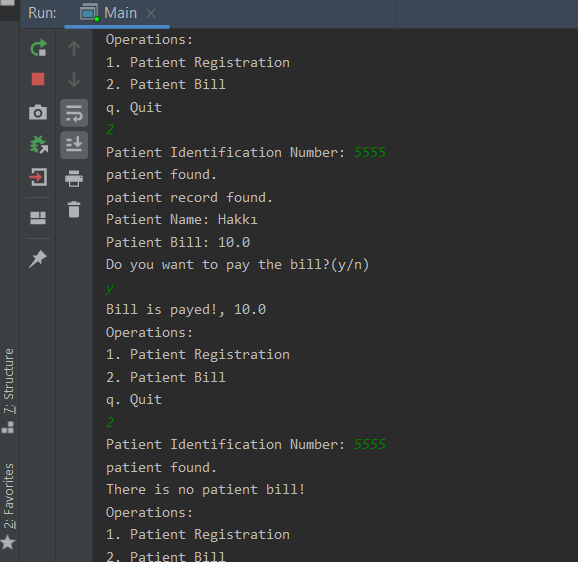 Run: Main
Operations:
1. Patient Registration
2. Patient Bill
q. Quit
2
Patient Identification Number: 5555
patient found.
patient record found.
Patient Name: Hakkı
Patient Bill: 10.0
Do you want to pay the bill?(y/n)
y
Bill is payed!, 10.0
Operations:
1. Patient Registration
2. Patient Bill
q. Quit
2
Patient Identification Number: 5555
patient found.
There is no patient bill!
Operations:
1. Patient Registration
2. Patient Bill
7: Structure
2: Favorites